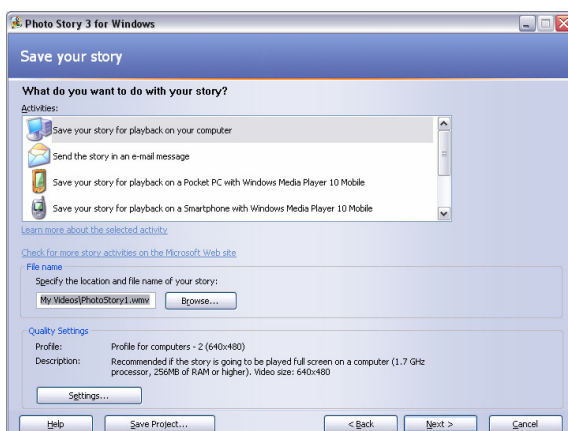 Photo Story 3 for Windows
Save your story
What do you want to do with your story?
Activities:
Save your story for playback on your computer
Send the story in an e-mail message
Save your story for playback on a Pocket PC with Windows Media Player 10 Mobile
Save your story for playback on a Smartphone with Windows Media Player 10 Mobile
Learn more about the selected activity
Check for more story activities on the Microsoft Web site
File name
Specify the location and file name of your story:
My Videos\PhotoStory1.wmv Browse...
Quality Settings
Profile: Profile for computers - 2 (640x480)
Description: Recommended if the story is going to be played full screen on a computer (1.7 GHz
processor, 256MB of RAM or higher). Video size: 640x480
Settings...
Help Save Project... < Back Next > Cancel